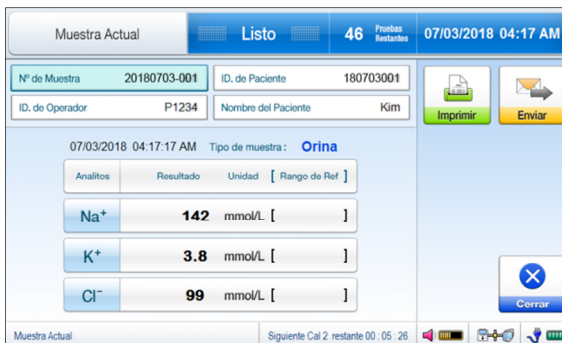 Muestra Actual
Listo
46 Pruebas Restantes
07/03/2018 04:17 AM
Nº de Muestra 20180703-001
ID. de Paciente 180703001
ID. de Operador P1234
Nombre del Paciente Kim
Imprimir
Enviar
07/03/2018 04:17:17 AM Tipo de muestra : Orina
Analitos Resultado Unidad [ Rango de Ref ]
Na⁺ 142 mmol/L [ ]
K⁺ 3.8 mmol/L [ ]
Cl⁻ 99 mmol/L [ ]
Cerrar
Muestra Actual
Siguiente Cal 2 restante 00 : 05 : 26